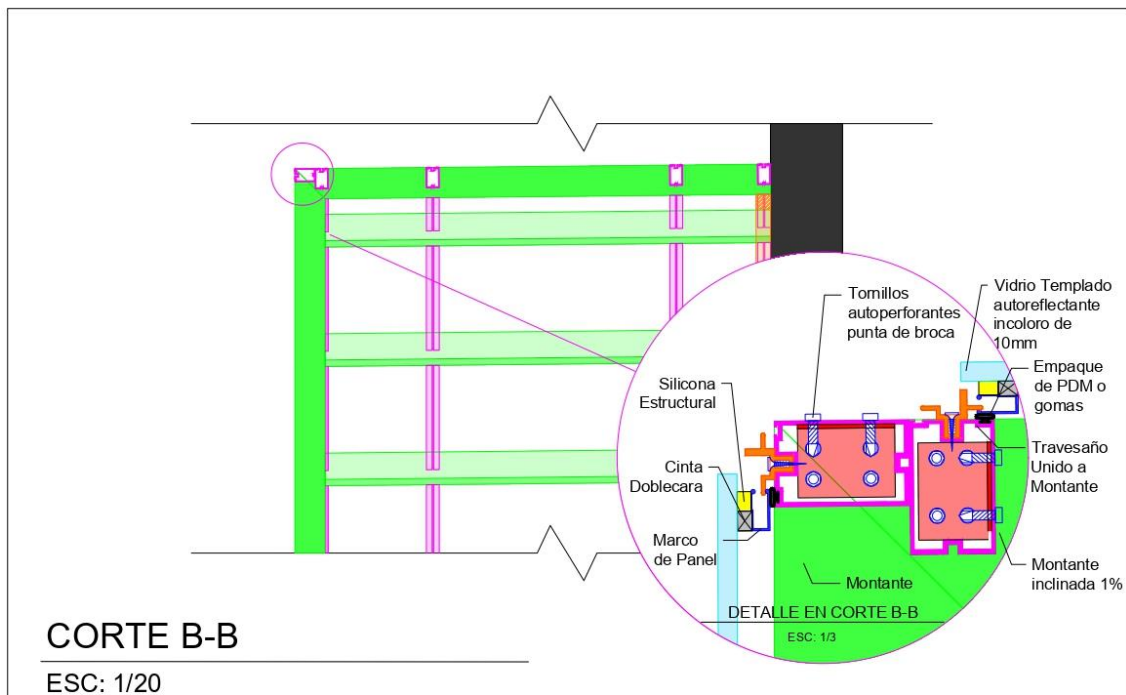 Tornillos
autoperforantes
punta de broca
Vidrio Templado
autoreflectante
incoloro de
10mm
Silicona
Estructural
Empaque
de PDM o
gomas
Cinta
Doblecara
Travesaño
Unido a
Montante
Marco
de Panel
Montante
Montante
inclinada 1%
DETALLE EN CORTE B-B
ESC: 1/3
CORTE B-B
ESC: 1/20